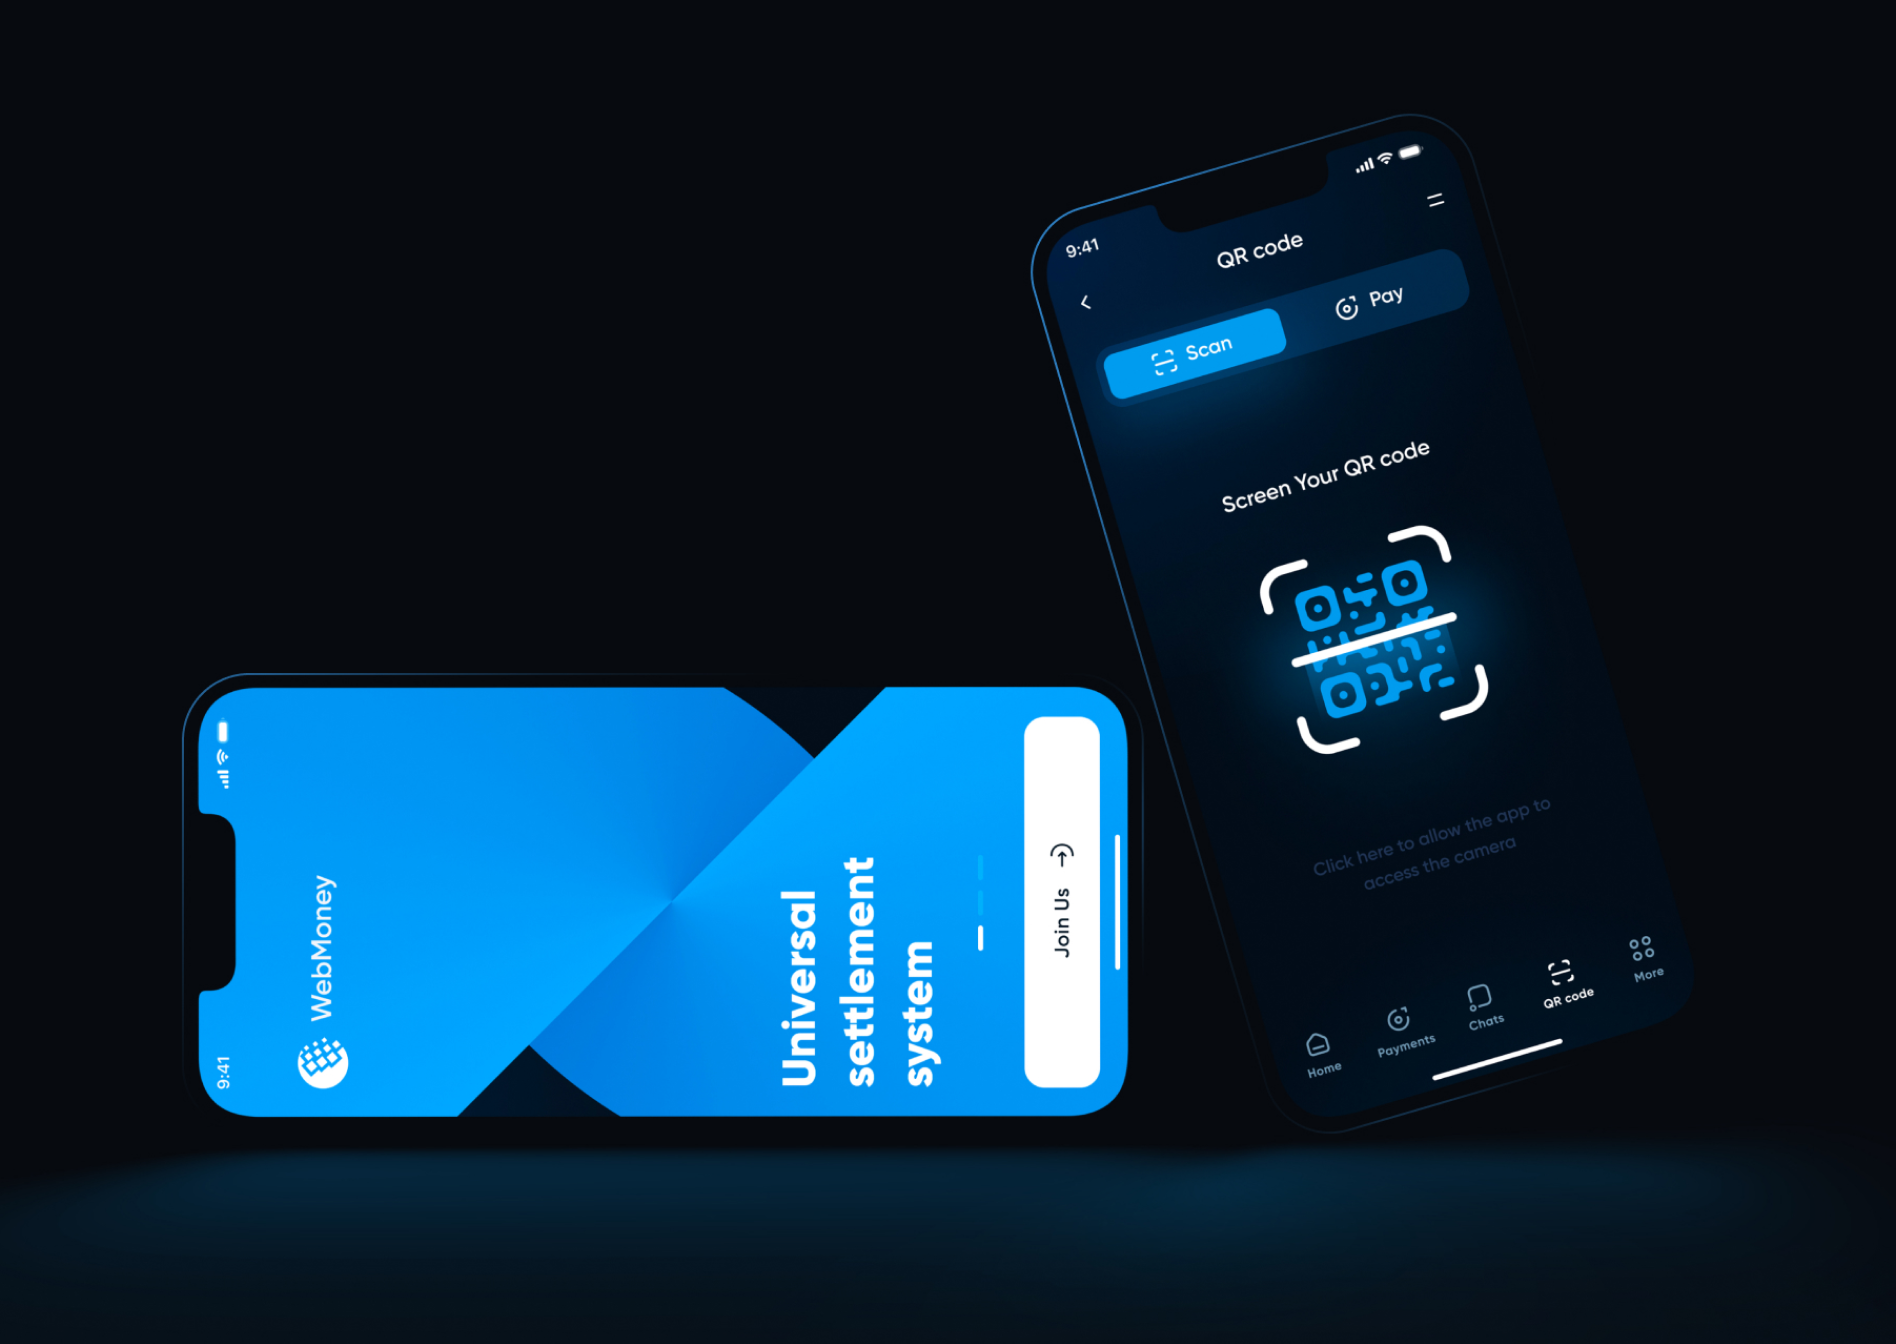 9:41
WebMoney
Universal
settlement
system
Join Us
9:41
QR code
Scan
Pay
Screen Your QR code
Click here to allow the app to
access the camera
Home
Payments
Chats
QR code
More